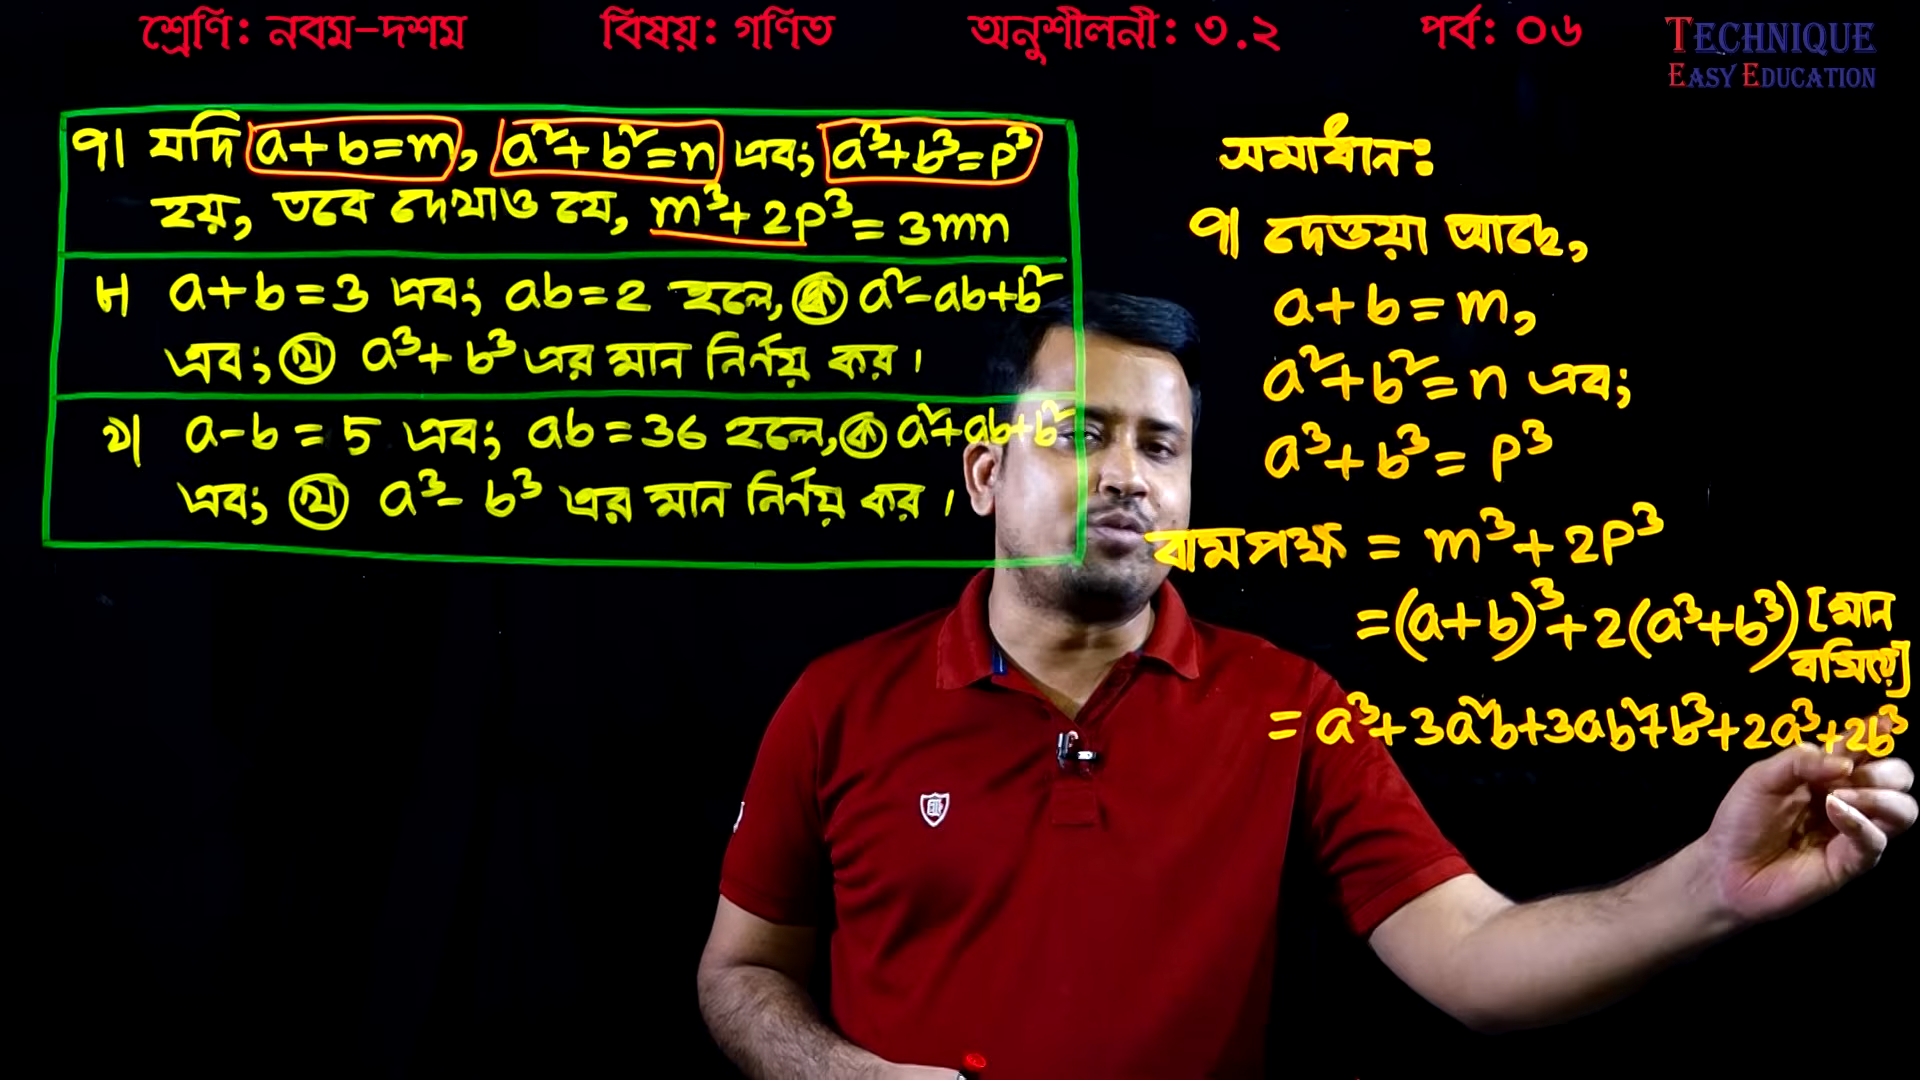 শ্রেণি: নবম-দশম বিষয়: গণিত অনুশীলনী: ৩.২ পর্ব: ০৬
TECHNIQUE
EASY EDUCATION
৭। যদি a+b=m, a²+b²=n এবং a³+b³=p³
হয়, তবে দেখাও যে, m³+2p³=3mn
৮। a+b=3 এবং ab=2 হলে, ক a²-ab+b²
এবং খ a³+b³ এর মান নির্ণয় কর।
৯। a-b=5 এবং ab=36 হলে, ক a²+ab+b²
এবং খ a³-b³ এর মান নির্ণয় কর।
সমাধান:
৭। দেওয়া আছে,
a+b=m,
a²+b²=n এবং
a³+b³=p³
বামপক্ষ = m³+2p³
=(a+b)³+2(a³+b³) [মান
বসিয়ে]
= a³+3a²b+3ab²+b³+2a³+2b³